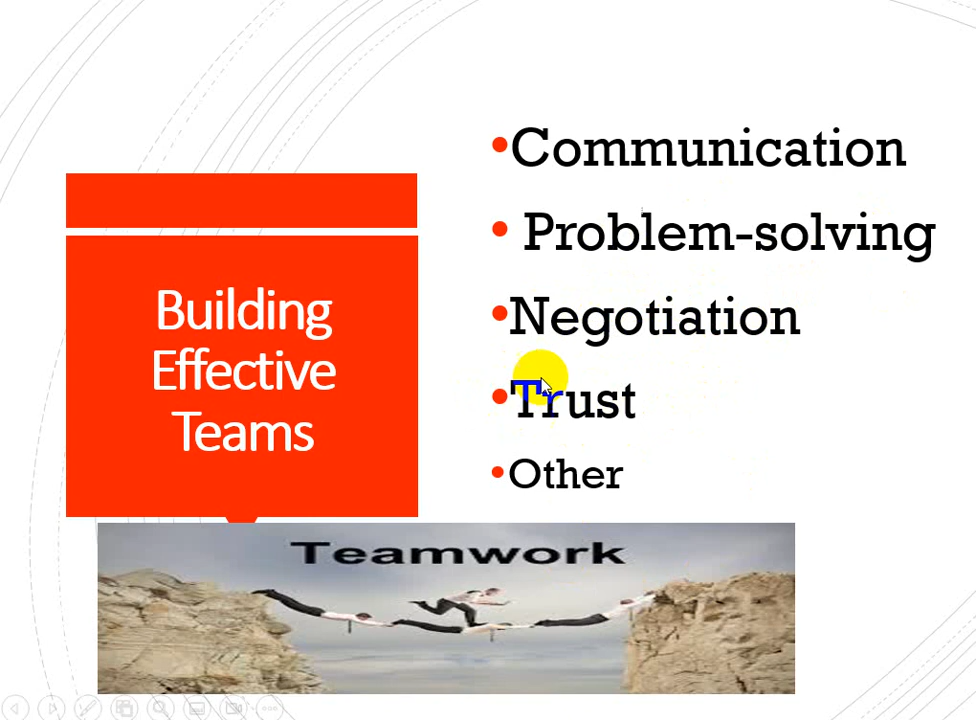 Building
Effective
Teams
•Communication
• Problem-solving
•Negotiation
•Trust
•Other
Teamwork